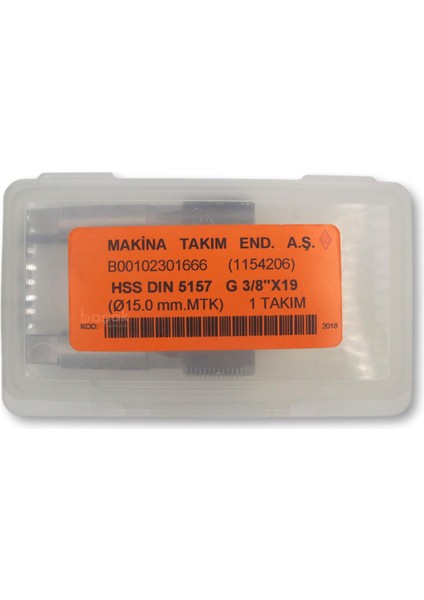 MAKİNA TAKIM END. A.Ş.
B00102301666 (1154206)
HSS DIN 5157 G 3/8"X19
(Ø15.0 mm.MTK) 1 TAKIM
KOD:
2018